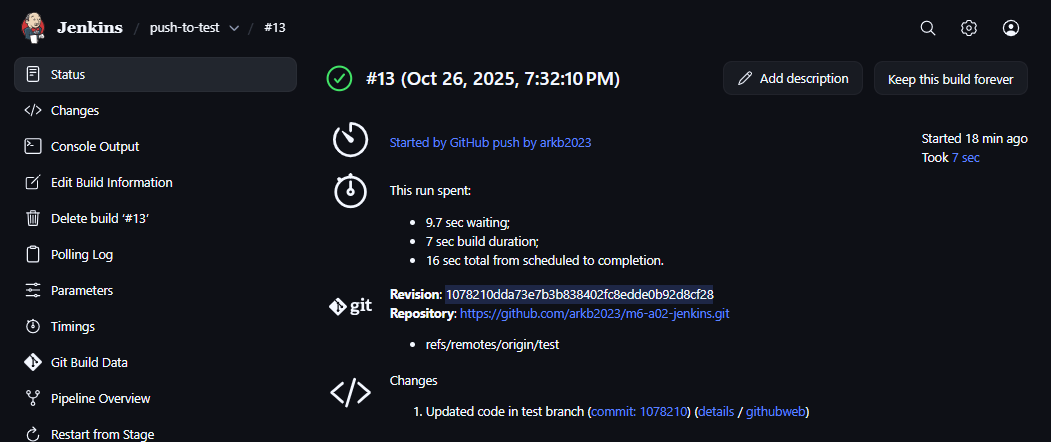 Jenkins / push-to-test / #13
Status
Changes
Console Output
Edit Build Information
Delete build ‘#13’
Polling Log
Parameters
Timings
Git Build Data
Pipeline Overview
Restart from Stage
#13 (Oct 26, 2025, 7:32:10 PM)
Add description
Keep this build forever
Started by GitHub push by arkb2023
Started 18 min ago
Took 7 sec
This run spent:
• 9.7 sec waiting;
• 7 sec build duration;
• 16 sec total from scheduled to completion.
git
Revision: 1078210dda73e7b3b838402fc8edde0b92d8cf28
Repository: https://github.com/arkb2023/m6-a02-jenkins.git
• refs/remotes/origin/test
Changes
1. Updated code in test branch (commit: 1078210) (details / githubweb)